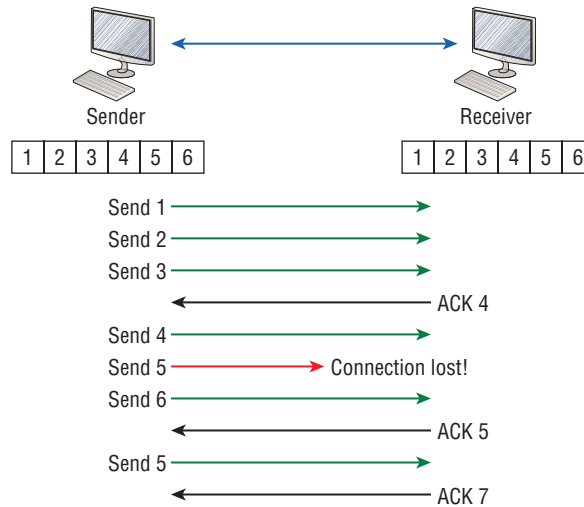 Sender Receiver
1 2 3 4 5 6 1 2 3 4 5 6
Send 1
Send 2
Send 3
ACK 4
Send 4
Send 5 Connection lost!
Send 6
ACK 5
Send 5
ACK 7